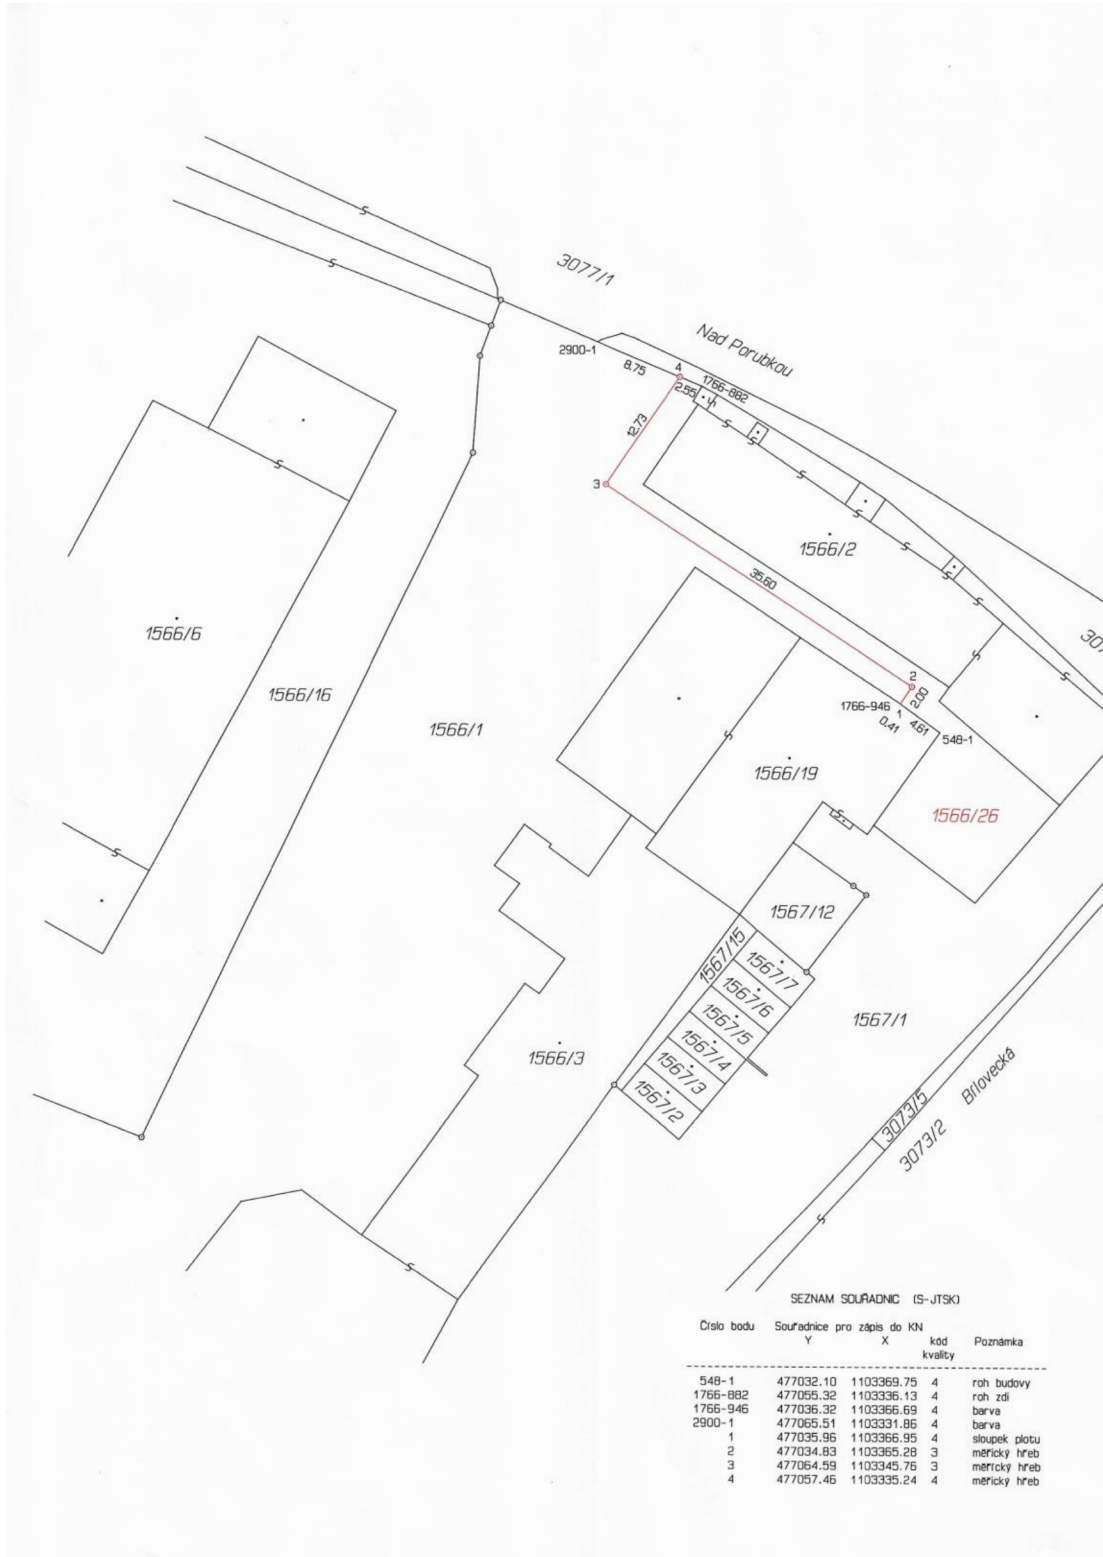 3077/1
Nad Porubkou
2900-1
8.75
4
1766-882
2.55
12.73
3
1566/2
35.60
307
1566/6
1566/16
2
2.00
1766-946
0.41
4.61
548-1
1566/1
1566/19
1566/26
1567/12
1567/15
1567/7
1567/6
1567/5
1567/4
1567/3
1567/2
1567/1
1566/3
Bílovecká
3073/5
3073/2
SEZNAM SOUŘADNIC (S-JTSK)
Číslo bodu Souřadnice pro zápis do KN
Y X kód Poznámka
kvality
548-1 477032.10 1103369.75 4 roh budovy
1766-882 477055.32 1103336.13 4 roh zdi
1766-946 477036.32 1103366.69 4 barva
2900-1 477065.51 1103331.86 4 barva
1 477035.96 1103366.95 4 sloupek plotu
2 477034.83 1103365.28 3 měřický hřeb
3 477064.59 1103345.76 3 měřický hřeb
4 477057.46 1103335.24 4 měřický hřeb